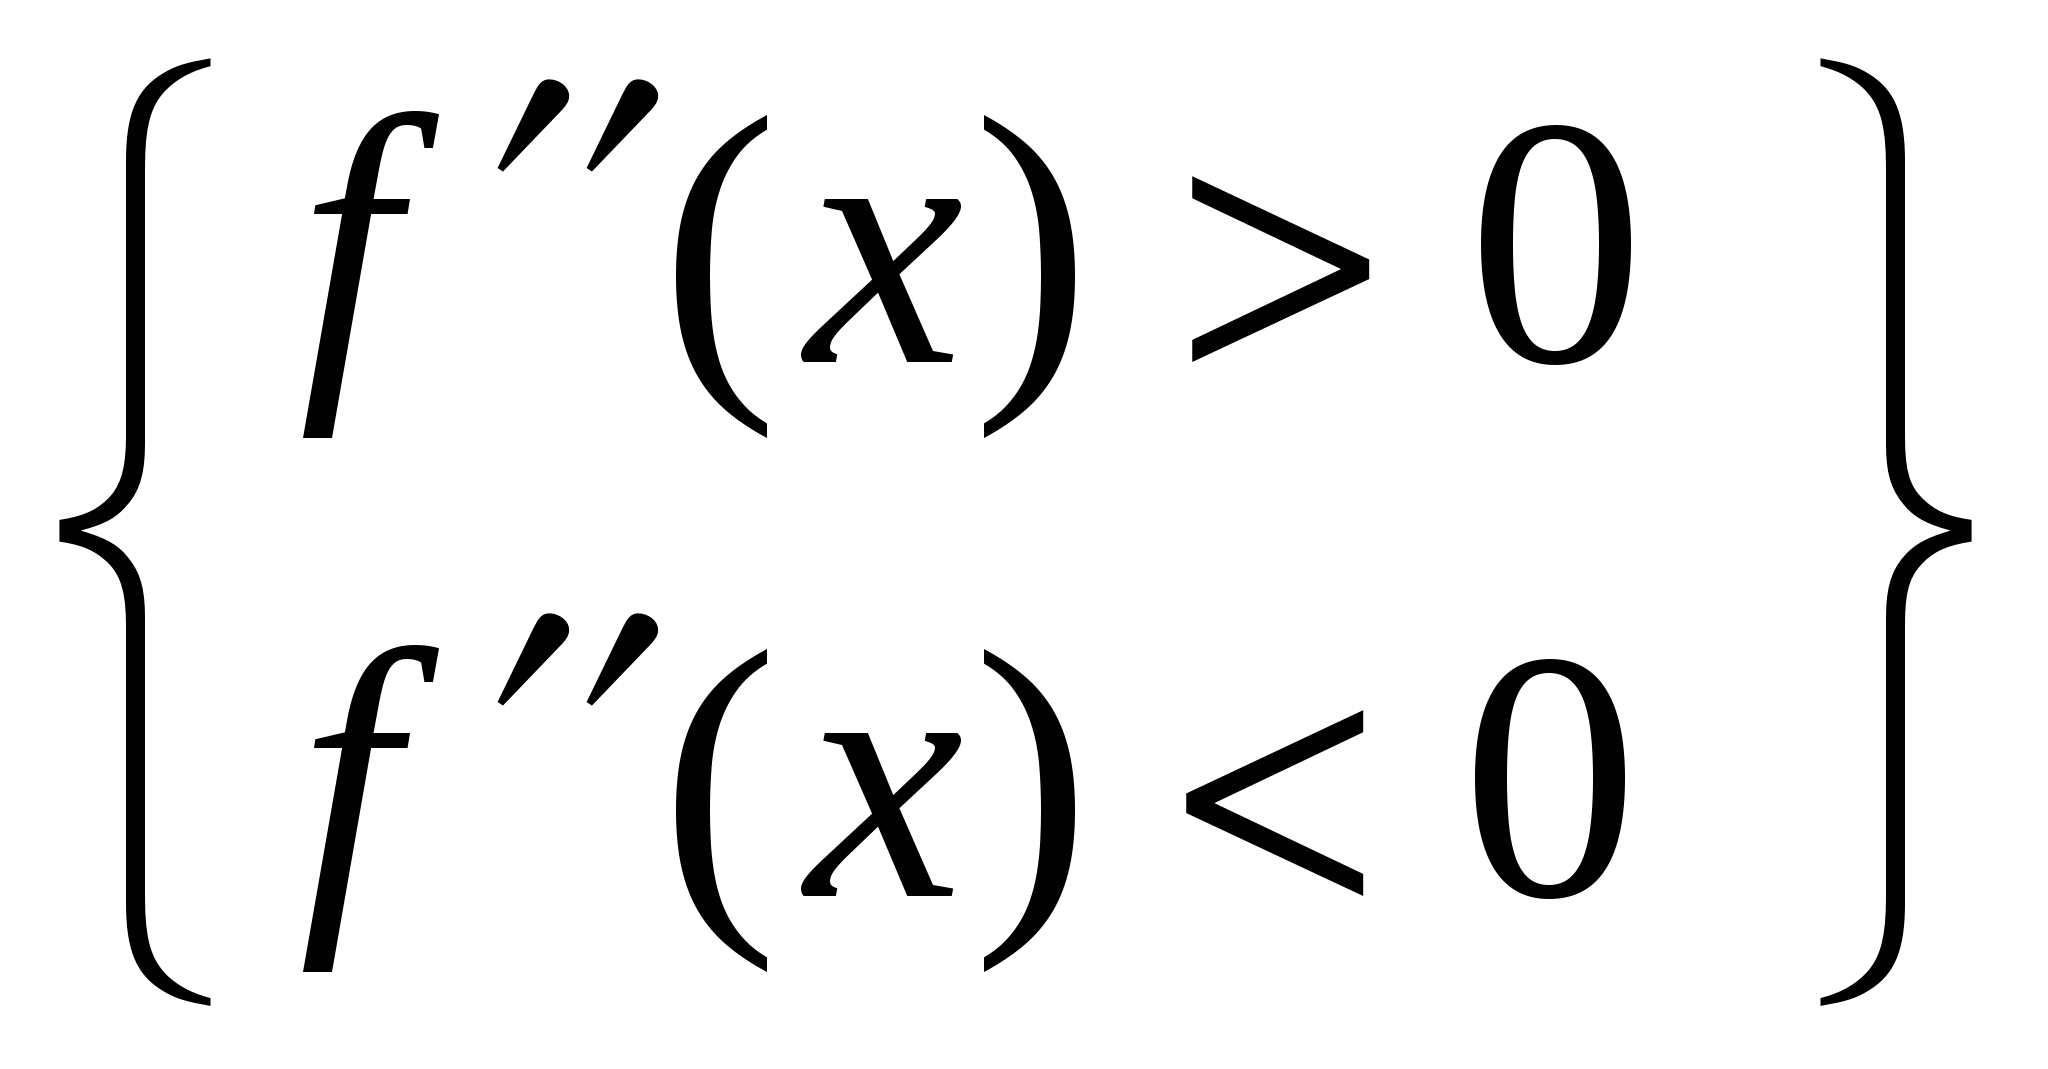 { f″(x) > 0
f″(x) < 0 }